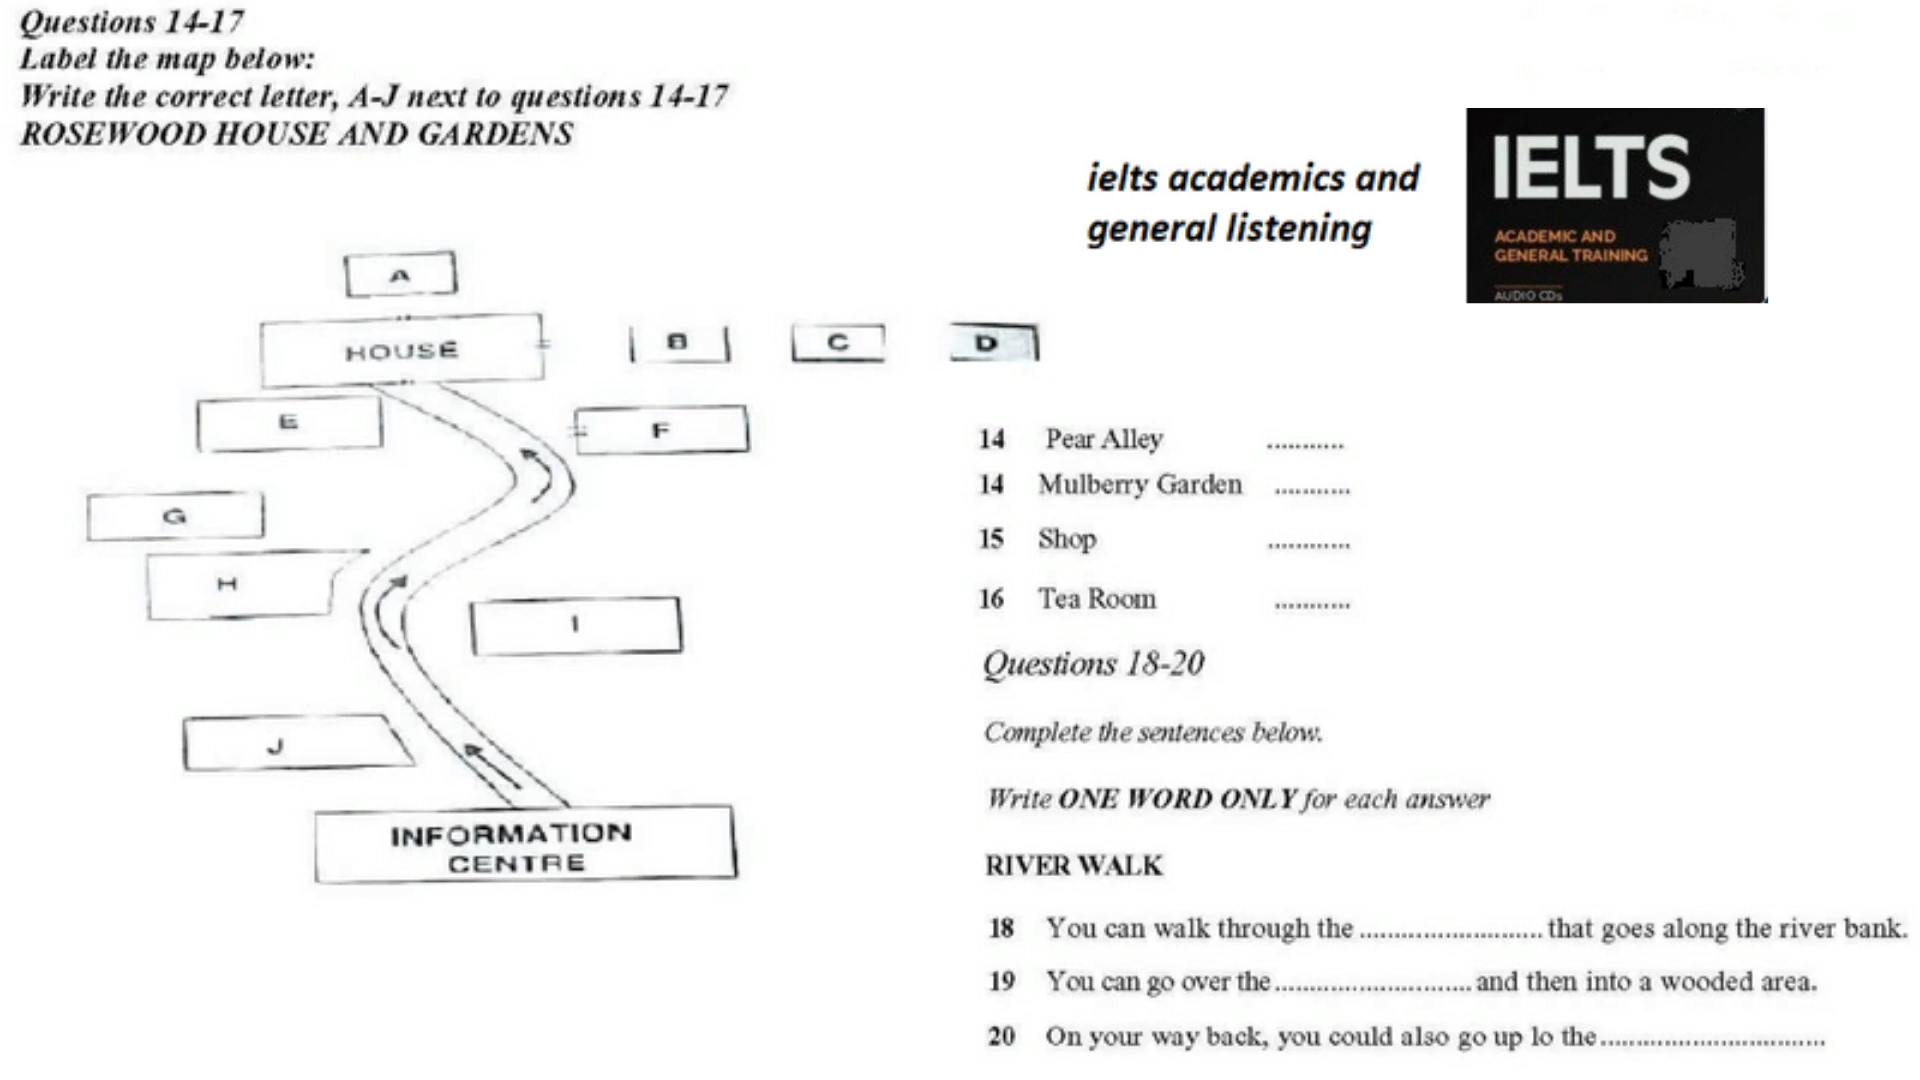 Questions 14-17
Label the map below:
Write the correct letter, A-J next to questions 14-17
ROSEWOOD HOUSE AND GARDENS
ielts academics and
general listening
IELTS
ACADEMIC AND
GENERAL TRAINING
AUDIO CDs
A
HOUSE
B
C
D
E
F
G
H
I
J
INFORMATION
CENTRE
14 Pear Alley ...........
14 Mulberry Garden ...........
15 Shop ............
16 Tea Room ...........
Questions 18-20
Complete the sentences below.
Write ONE WORD ONLY for each answer
RIVER WALK
18 You can walk through the .......................... that goes along the river bank.
19 You can go over the ............................ and then into a wooded area.
20 On your way back, you could also go up lo the ................................